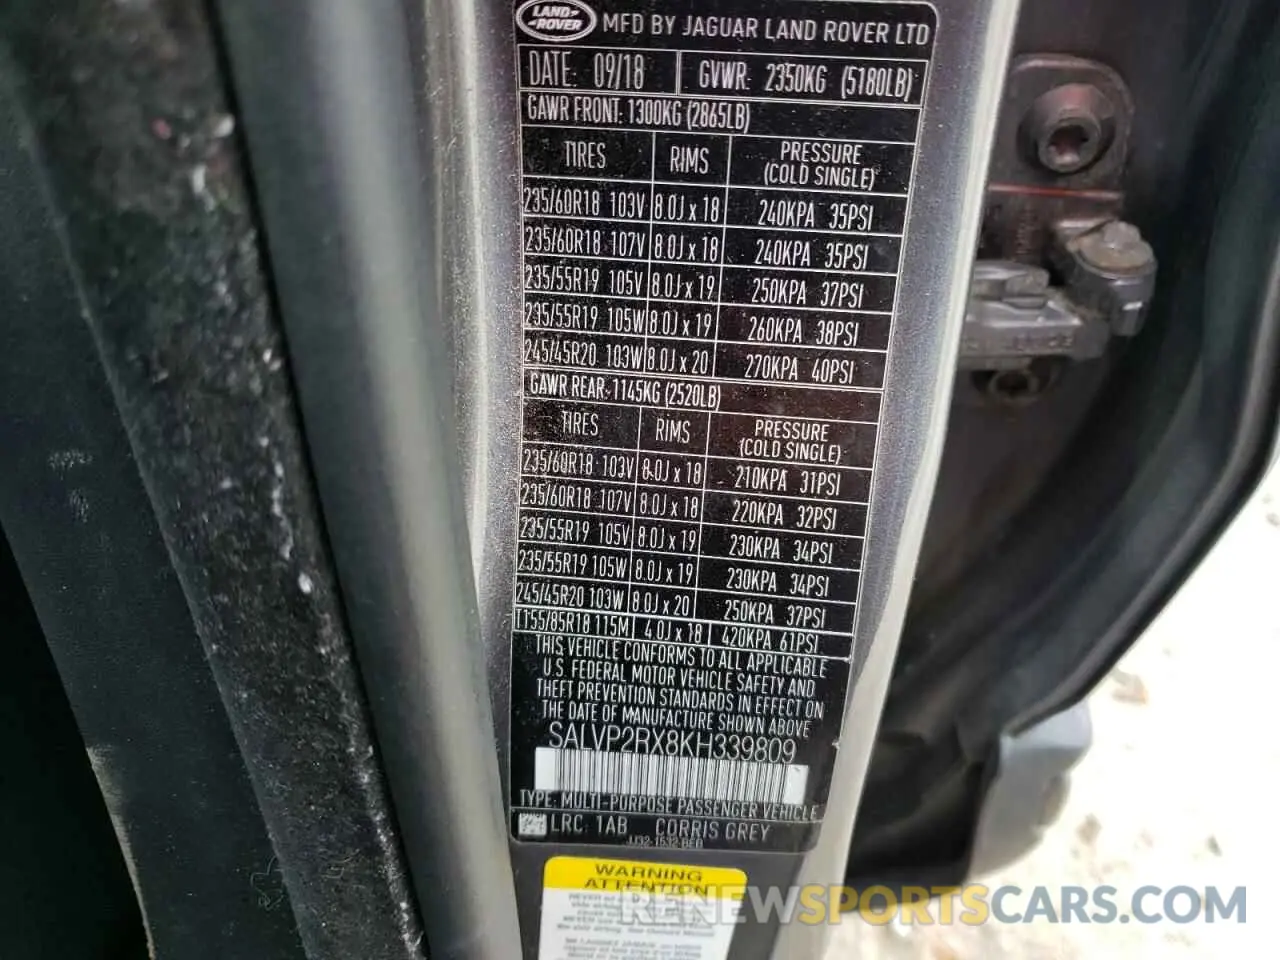 LAND ROVER
MFD BY JAGUAR LAND ROVER LTD
DATE: 09/18 GVWR: 2350KG (5180LB)
GAWR FRONT: 1300KG (2865LB)
TIRES RIMS PRESSURE (COLD SINGLE)
235/60R18 103V 8.0J x 18 240KPA 35PSI
235/60R18 107V 8.0J x 18 240KPA 35PSI
235/55R19 105V 8.0J x 19 250KPA 37PSI
235/55R19 105W 8.0J x 19 260KPA 38PSI
245/45R20 103W 8.0J x 20 270KPA 40PSI
GAWR REAR: 1145KG (2520LB)
TIRES RIMS PRESSURE (COLD SINGLE)
235/60R18 103V 8.0J x 18 210KPA 31PSI
235/60R18 107V 8.0J x 18 220KPA 32PSI
235/55R19 105V 8.0J x 19 230KPA 34PSI
235/55R19 105W 8.0J x 19 230KPA 34PSI
245/45R20 103W 8.0J x 20 250KPA 37PSI
T155/85R18 115M 4.0J x 18 420KPA 61PSI
THIS VEHICLE CONFORMS TO ALL APPLICABLE
U.S. FEDERAL MOTOR VEHICLE SAFETY AND
THEFT PREVENTION STANDARDS IN EFFECT ON
THE DATE OF MANUFACTURE SHOWN ABOVE
SALVP2RX8KH339809
TYPE: MULTI-PURPOSE PASSENGER VEHICLE
LRC: 1AB CORRIS GREY
WARNING
ATTENTION
RENEWSPORTSCARS.COM